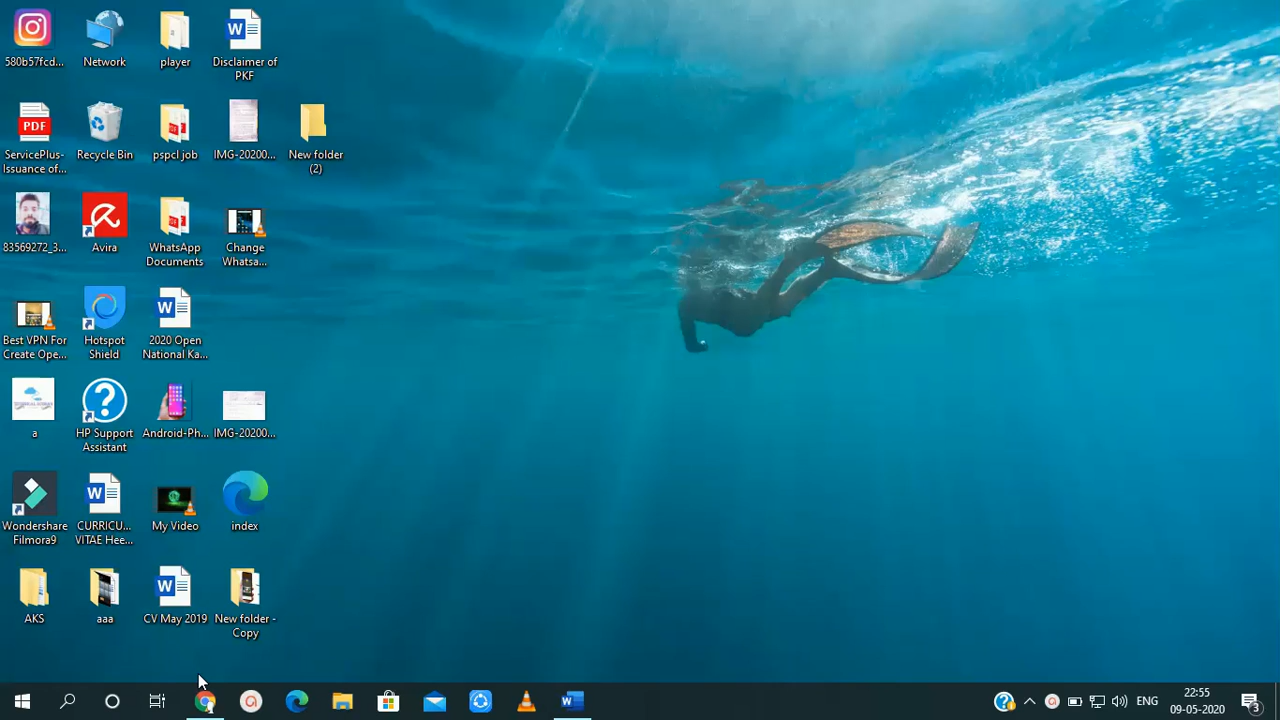 580b57fcd...
Network
player
Disclaimer of
PKF
PDF
ServicePlus-
Issuance of...
Recycle Bin
pspcl job
IMG-20200...
New folder
(2)
83569272_3...
Avira
WhatsApp
Documents
Change
Whatsa...
Best VPN For
Create Ope...
Hotspot
Shield
2020 Open
National Ka...
a
HP Support
Assistant
Android-Ph...
IMG-20200...
Wondershare
Filmora9
CURRICU...
VITAE Hee...
My Video
index
AKS
aaa
CV May 2019
New folder -
Copy
ENG
22:55
09-05-2020
3